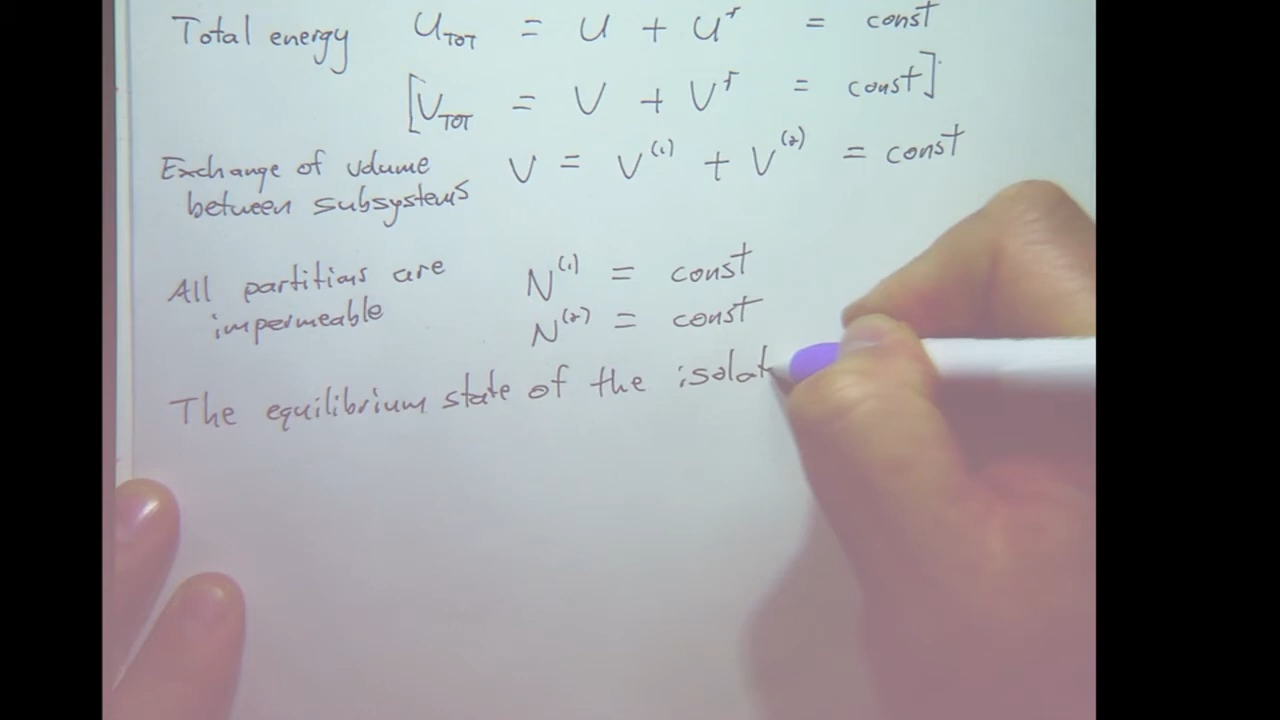 Total energy U_TOT = U + U^r = const
[V_TOT = V + V^r = const]
Exchange of volume V = V^(1) + V^(2) = const
between subsystems
All partitions are N^(1) = const
impermeable N^(2) = const
The equilibrium state of the isolat